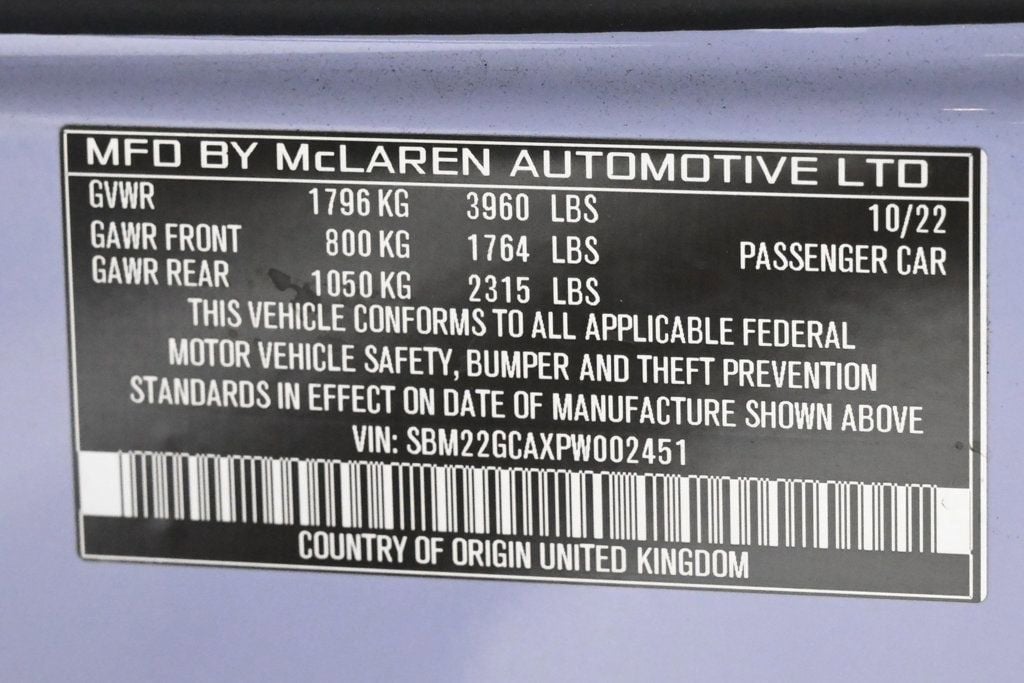 MFD BY McLAREN AUTOMOTIVE LTD
GVWR 1796 KG 3960 LBS 10/22
GAWR FRONT 800 KG 1764 LBS PASSENGER CAR
GAWR REAR 1050 KG 2315 LBS
THIS VEHICLE CONFORMS TO ALL APPLICABLE FEDERAL
MOTOR VEHICLE SAFETY, BUMPER AND THEFT PREVENTION
STANDARDS IN EFFECT ON DATE OF MANUFACTURE SHOWN ABOVE
VIN: SBM22GCAXPW002451
COUNTRY OF ORIGIN UNITED KINGDOM